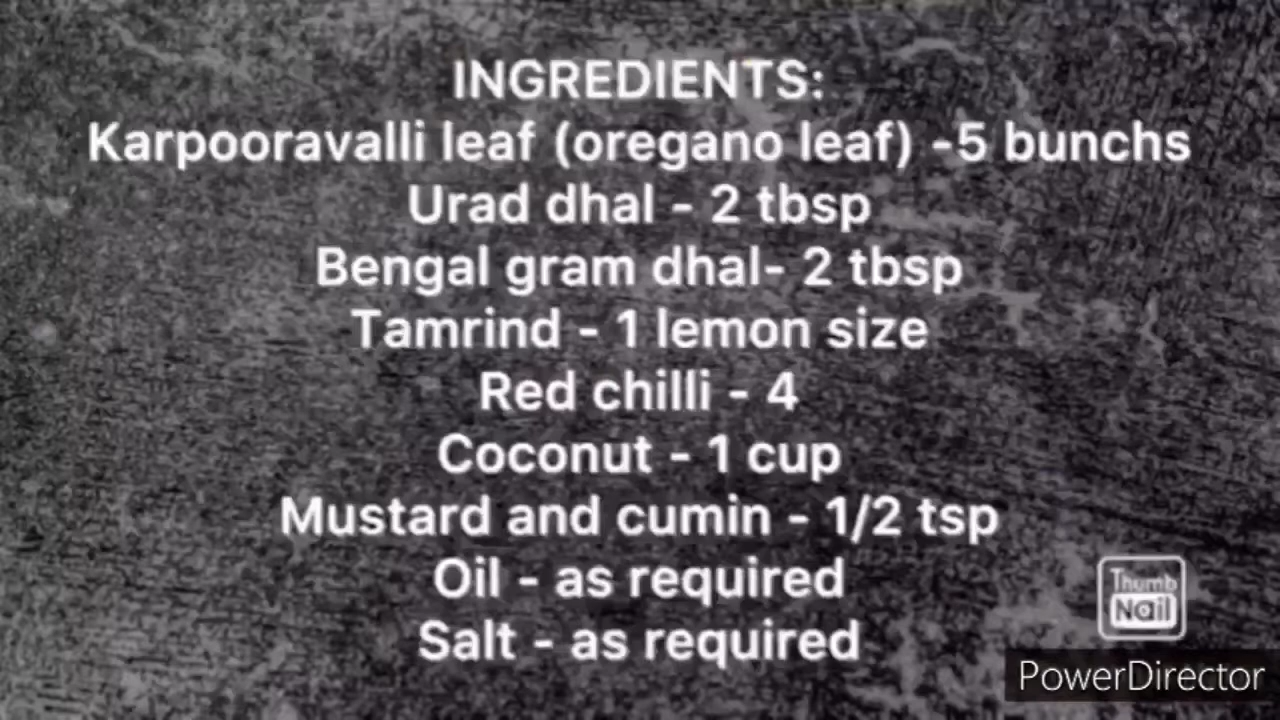 INGREDIENTS:
Karpooravalli leaf (oregano leaf) -5 bunchs
Urad dhal - 2 tbsp
Bengal gram dhal- 2 tbsp
Tamrind - 1 lemon size
Red chilli - 4
Coconut - 1 cup
Mustard and cumin - 1/2 tsp
Oil - as required
Salt - as required
Thumb
Nail
PowerDirector